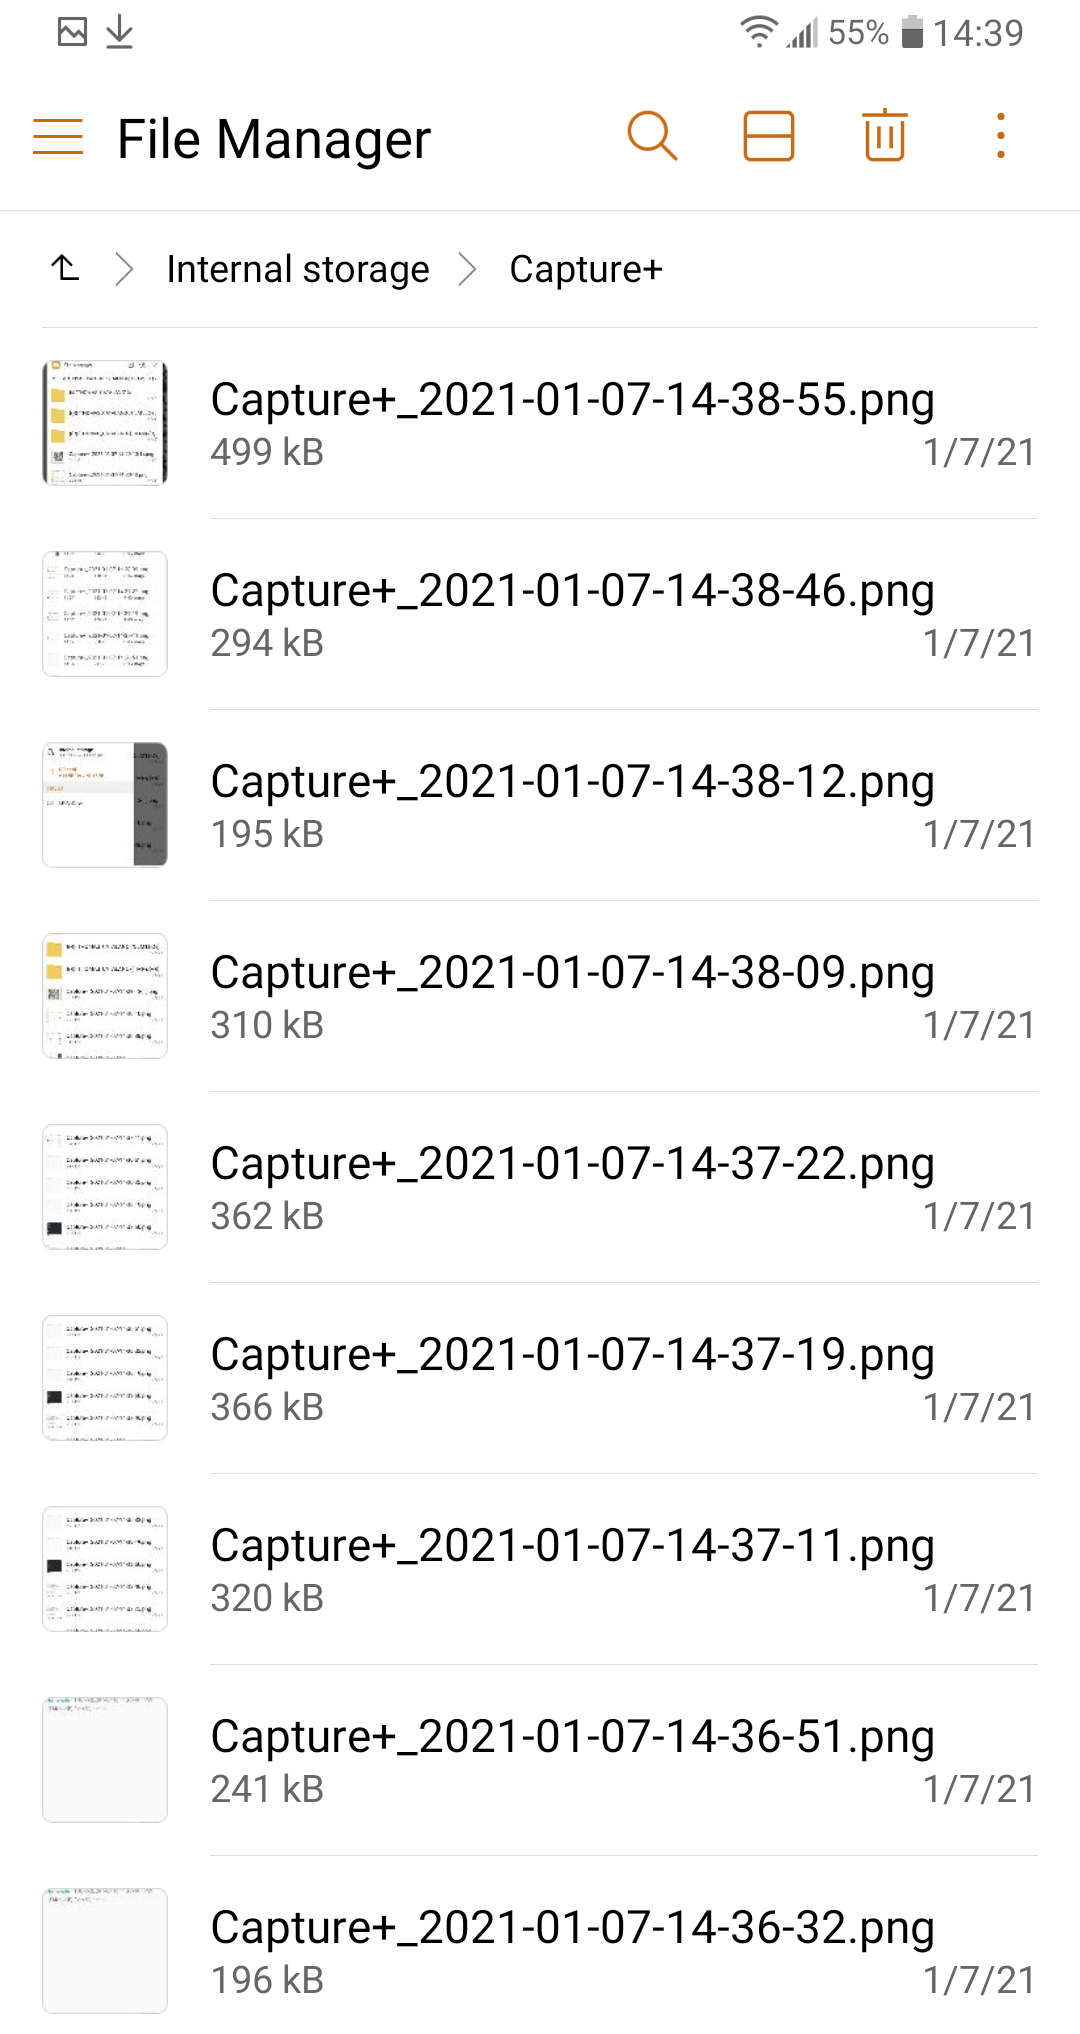 55% 14:39
File Manager
Internal storage Capture+
Capture+_2021-01-07-14-38-55.png
499 kB 1/7/21
Capture+_2021-01-07-14-38-46.png
294 kB 1/7/21
Capture+_2021-01-07-14-38-12.png
195 kB 1/7/21
Capture+_2021-01-07-14-38-09.png
310 kB 1/7/21
Capture+_2021-01-07-14-37-22.png
362 kB 1/7/21
Capture+_2021-01-07-14-37-19.png
366 kB 1/7/21
Capture+_2021-01-07-14-37-11.png
320 kB 1/7/21
Capture+_2021-01-07-14-36-51.png
241 kB 1/7/21
Capture+_2021-01-07-14-36-32.png
196 kB 1/7/21